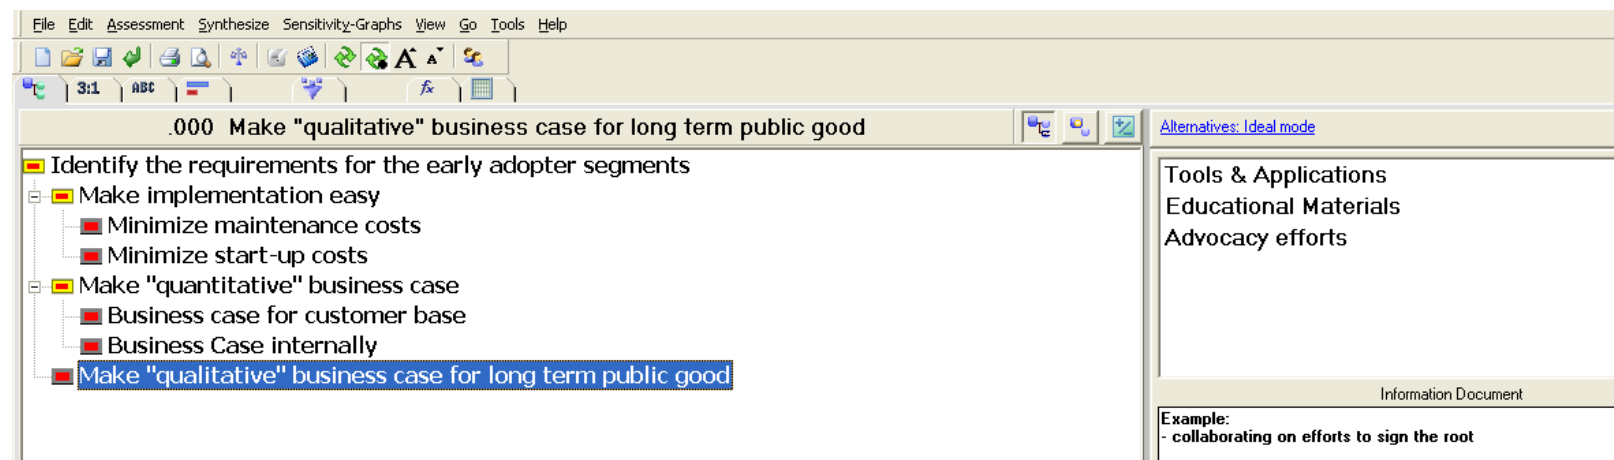 File Edit Assessment Synthesize Sensitivity-Graphs View Go Tools Help
3:1 ABC fx
.000 Make "qualitative" business case for long term public good
Alternatives: Ideal mode
Identify the requirements for the early adopter segments
Make implementation easy
Minimize maintenance costs
Minimize start-up costs
Make "quantitative" business case
Business case for customer base
Business Case internally
Make "qualitative" business case for long term public good
Tools & Applications
Educational Materials
Advocacy efforts
Information Document
Example:
- collaborating on efforts to sign the root